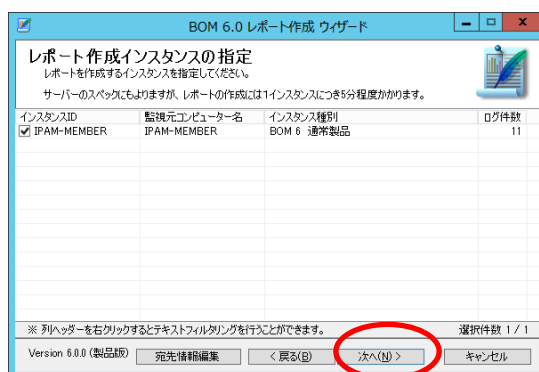 BOM 6.0 レポート作成 ウィザード
レポート作成インスタンスの指定
レポートを作成するインスタンスを指定してください。
サーバーのスペックにもよりますが、レポートの作成には1インスタンスにつき5分程度かかります。
インスタンスID 監視元コンピューター名 インスタンス種別 ログ件数
IPAM-MEMBER IPAM-MEMBER BOM 6 通常製品 11
※ 列ヘッダーを右クリックするとテキストフィルタリングを行うことができます。 選択件数 1 / 1
Version 6.0.0 (製品版) 宛先情報編集 < 戻る(B) 次へ(N) > キャンセル